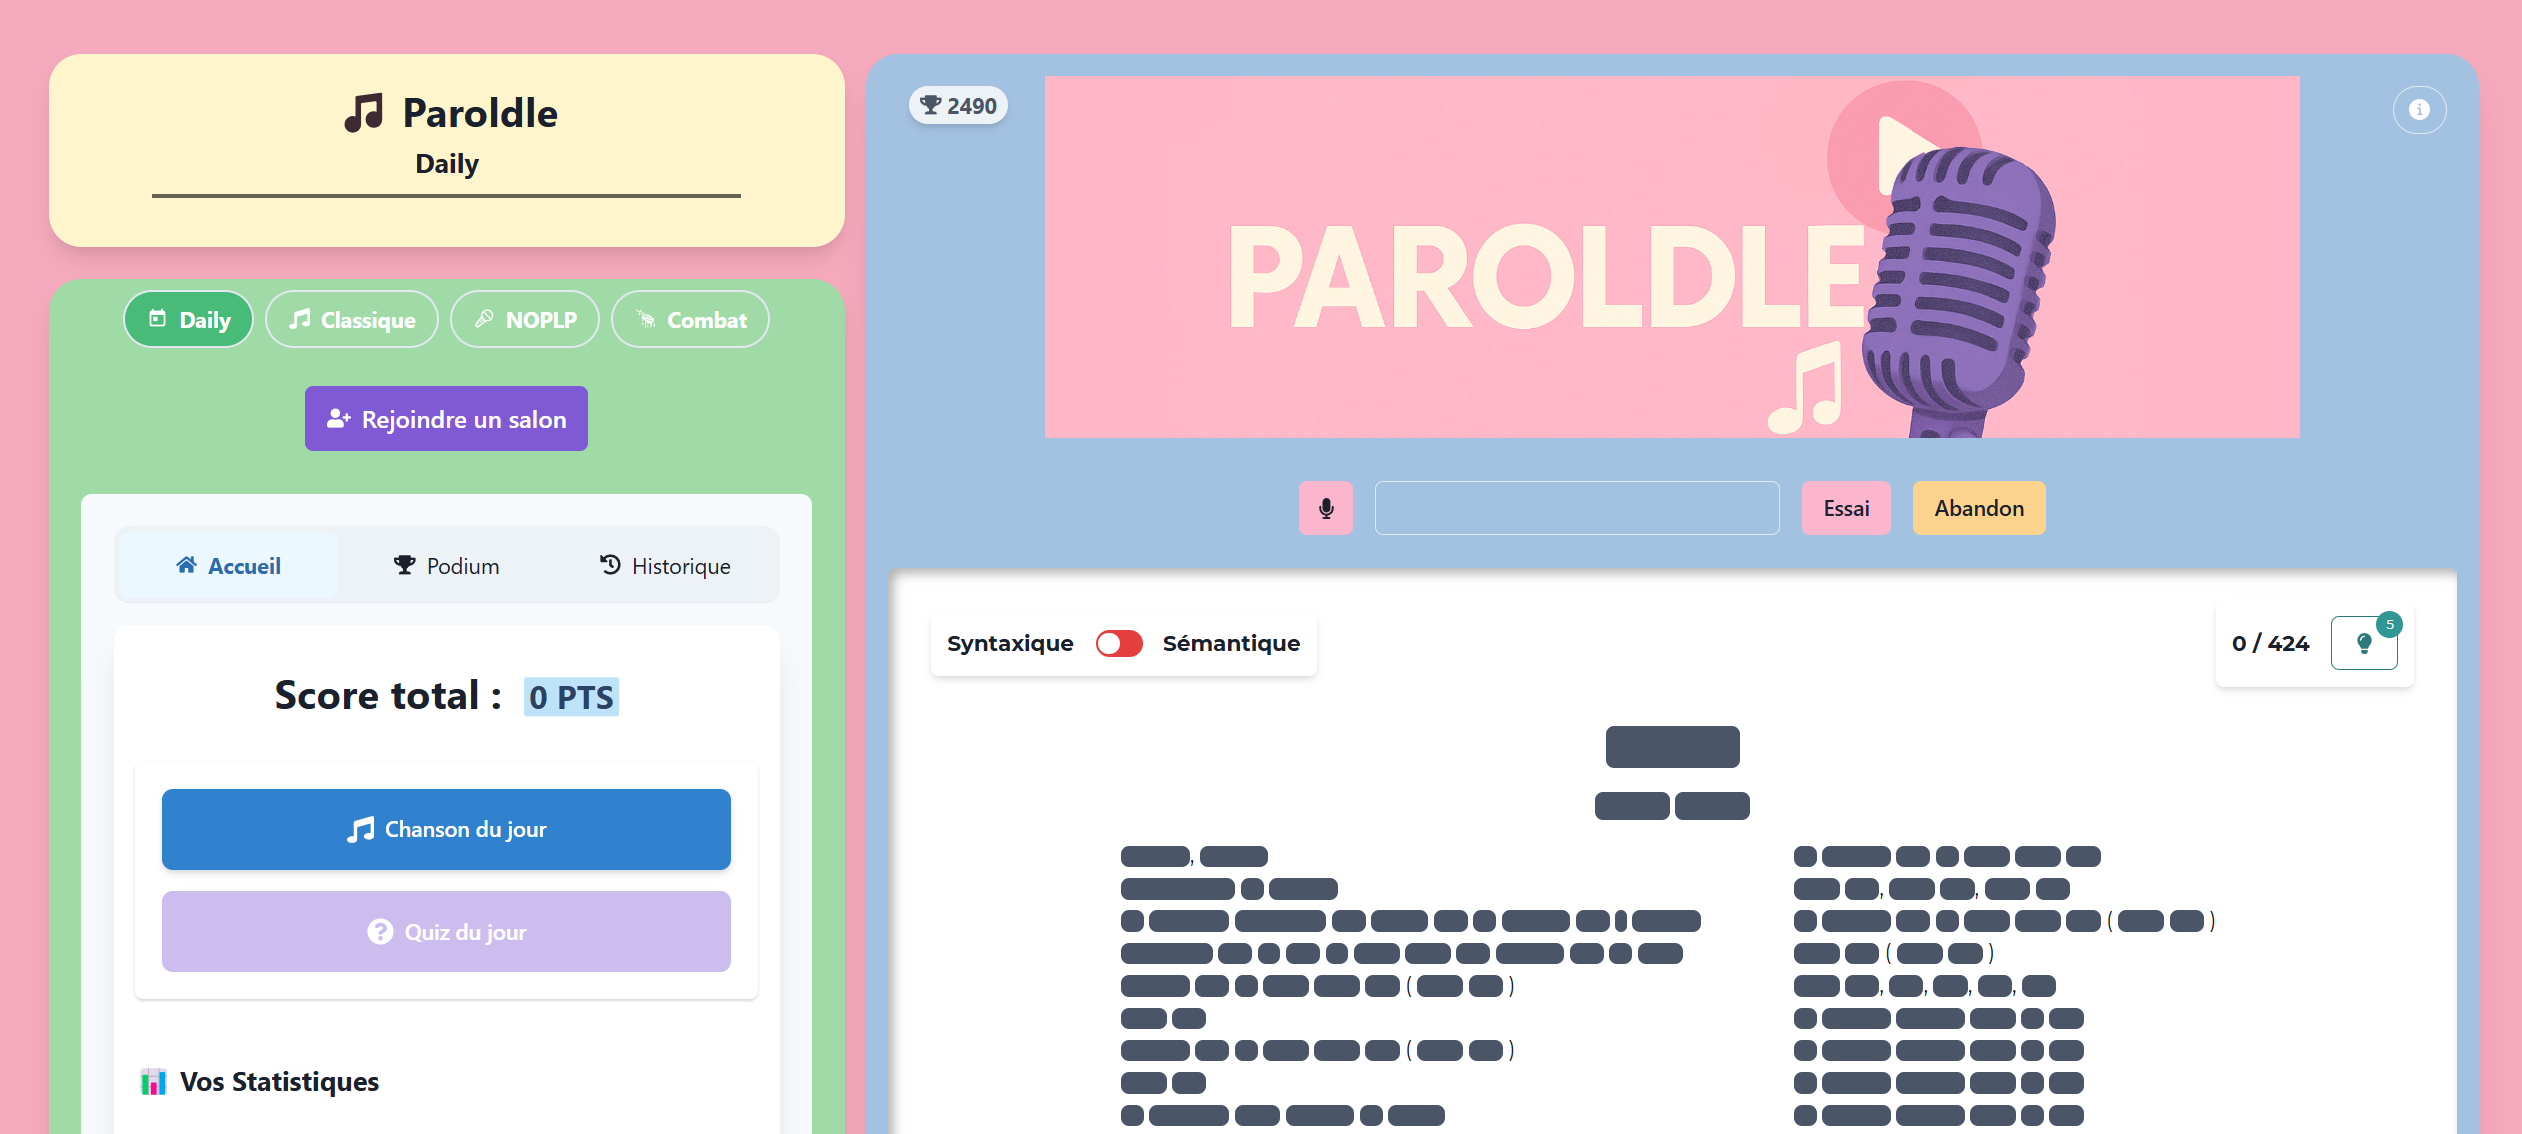 Paroldle
Daily
Daily
Classique
NOPLP
Combat
Rejoindre un salon
Accueil
Podium
Historique
Score total : 0 PTS
Chanson du jour
Quiz du jour
Vos Statistiques
2490
PAROLDLE
Essai
Abandon
Syntaxique
Sémantique
0 / 424
5